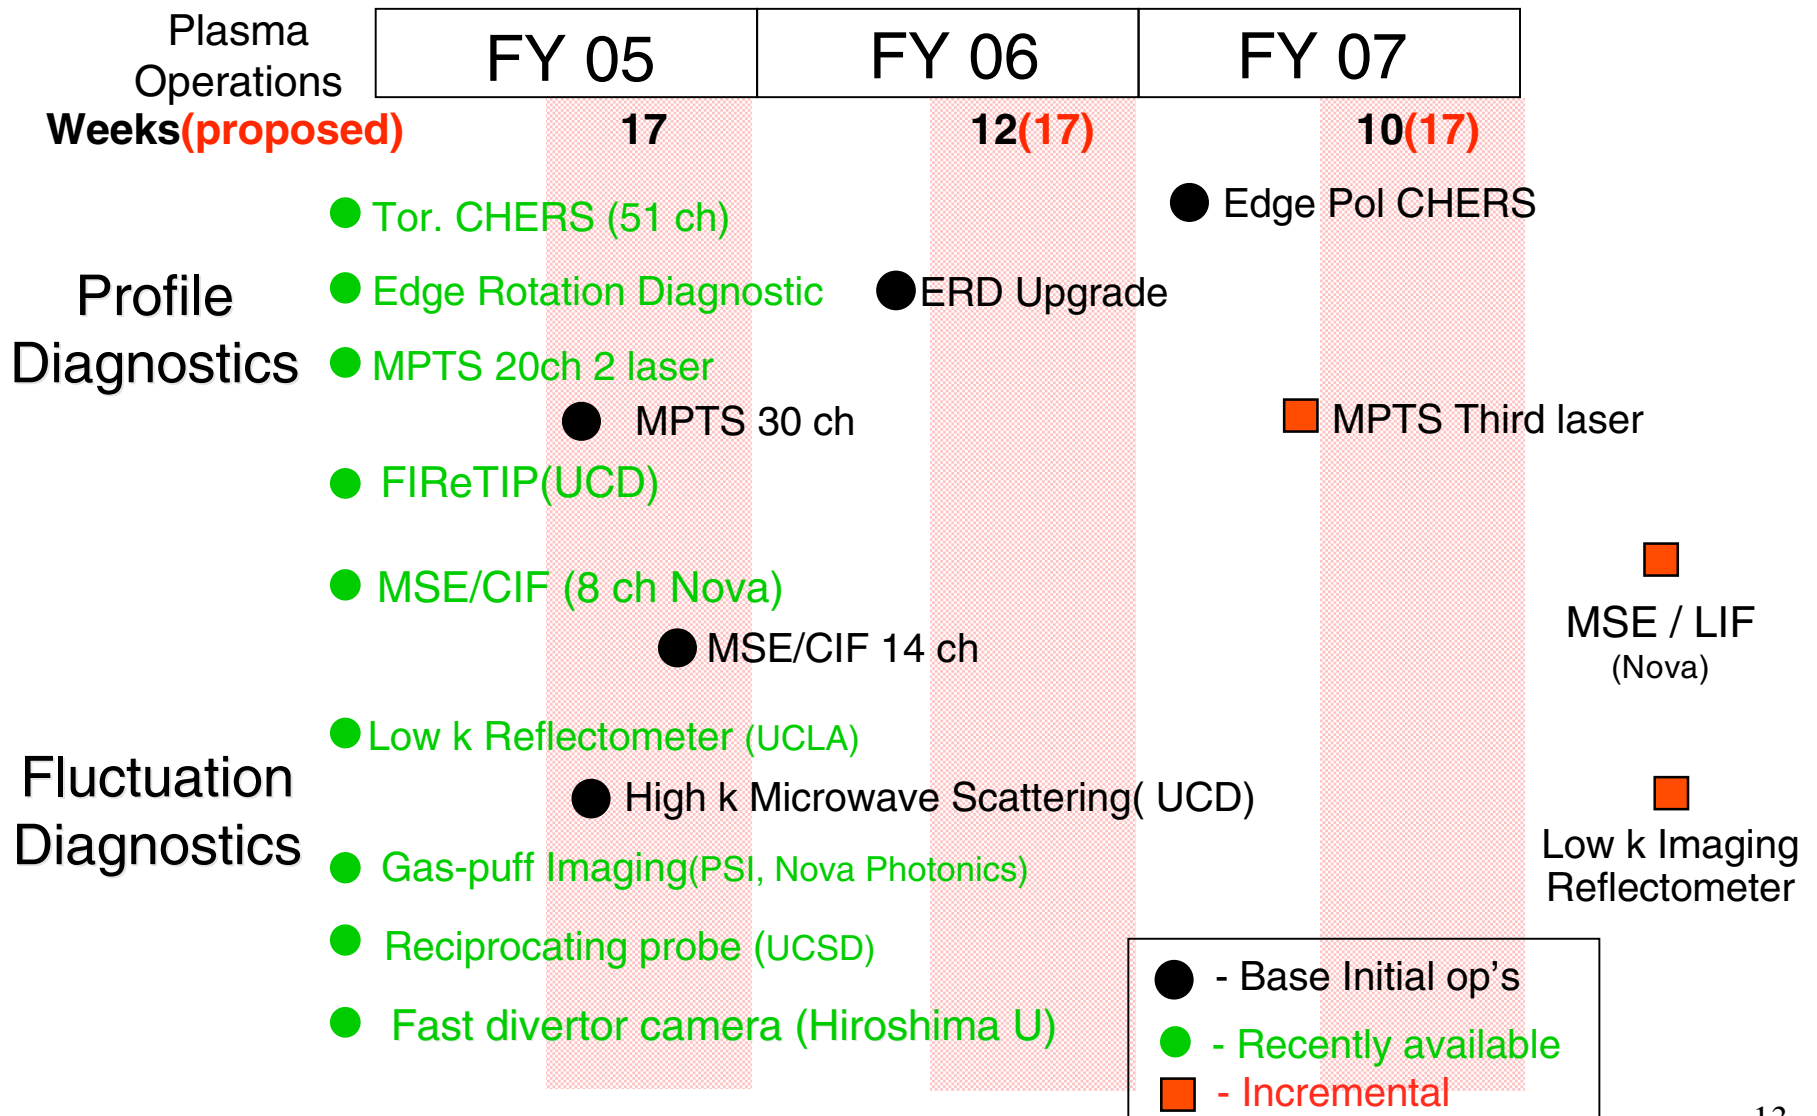 Plasma
Operations
FY 05
FY 06
FY 07
Weeks(proposed)
17
12(17)
10(17)
Tor. CHERS (51 ch)
Edge Pol CHERS
Profile
Diagnostics
Edge Rotation Diagnostic
ERD Upgrade
MPTS 20ch 2 laser
MPTS 30 ch
MPTS Third laser
FIReTIP(UCD)
MSE/CIF (8 ch Nova)
MSE/CIF 14 ch
MSE / LIF
(Nova)
Fluctuation
Diagnostics
Low k Reflectometer (UCLA)
High k Microwave Scattering( UCD)
Low k Imaging
Reflectometer
Gas-puff Imaging(PSI, Nova Photonics)
Reciprocating probe (UCSD)
Fast divertor camera (Hiroshima U)
- Base Initial op's
- Recently available
- Incremental